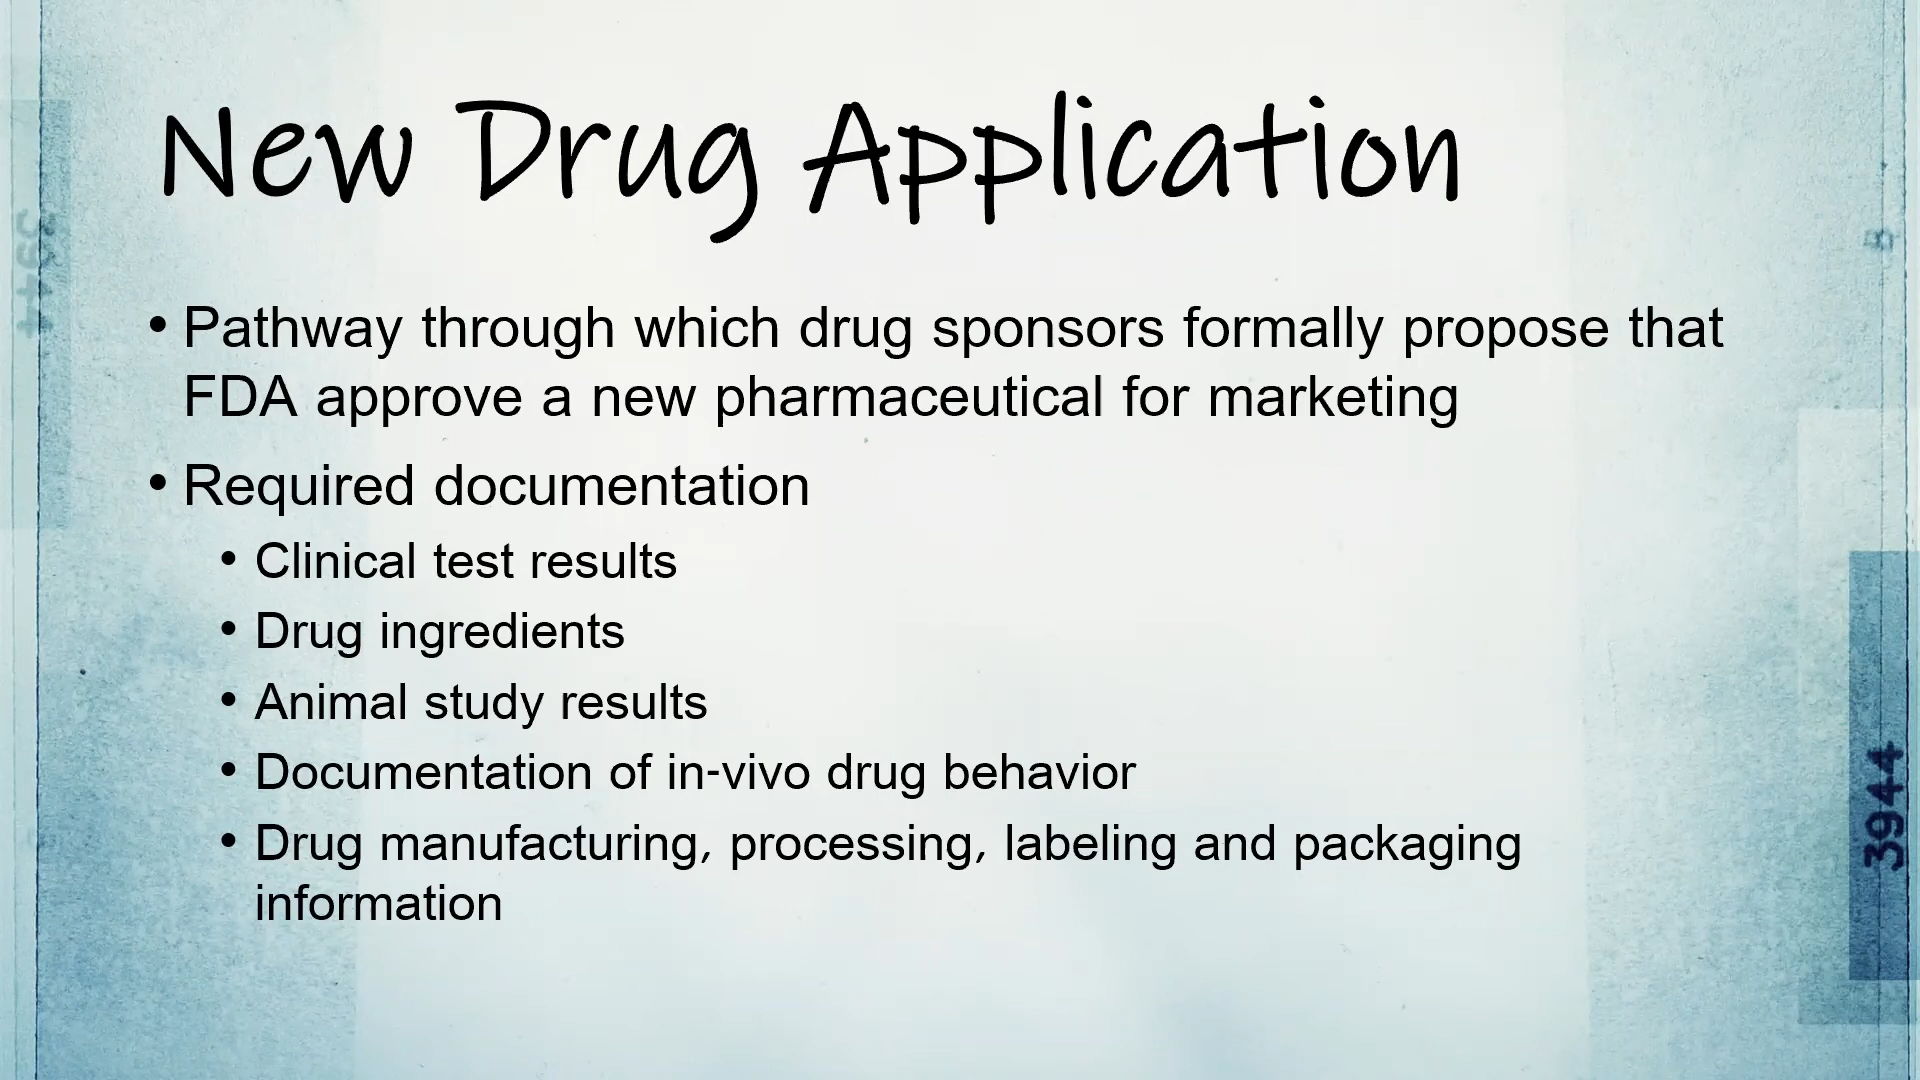 New Drug Application
• Pathway through which drug sponsors formally propose that
FDA approve a new pharmaceutical for marketing
• Required documentation
• Clinical test results
• Drug ingredients
• Animal study results
• Documentation of in-vivo drug behavior
• Drug manufacturing, processing, labeling and packaging
information
3944